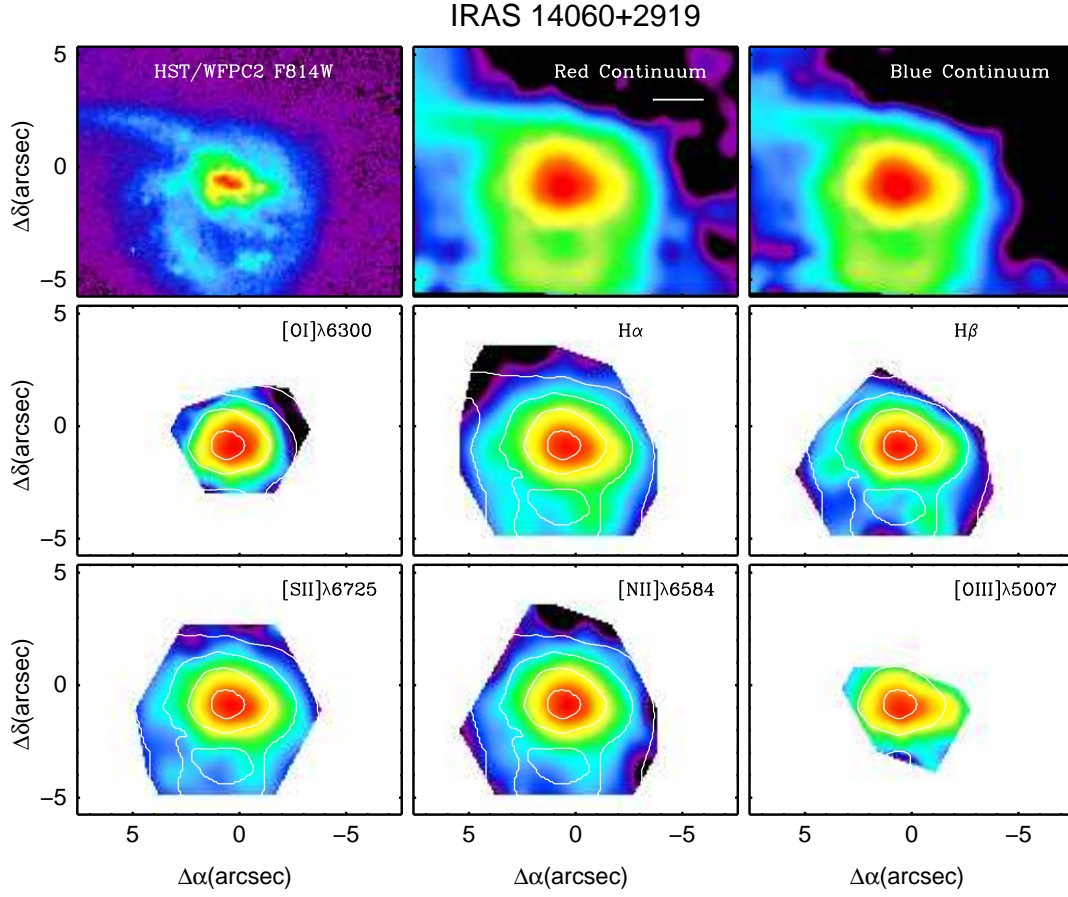 IRAS 14060+2919
HST/WFPC2 F814W
Red Continuum
Blue Continuum
5
0
−5
Δδ(arcsec)
[OI]λ6300
Hα
Hβ
5
0
−5
Δδ(arcsec)
[SII]λ6725
[NII]λ6584
[OIII]λ5007
5
0
−5
Δδ(arcsec)
5 0 −5
5 0 −5
5 0 −5
Δα(arcsec)
Δα(arcsec)
Δα(arcsec)